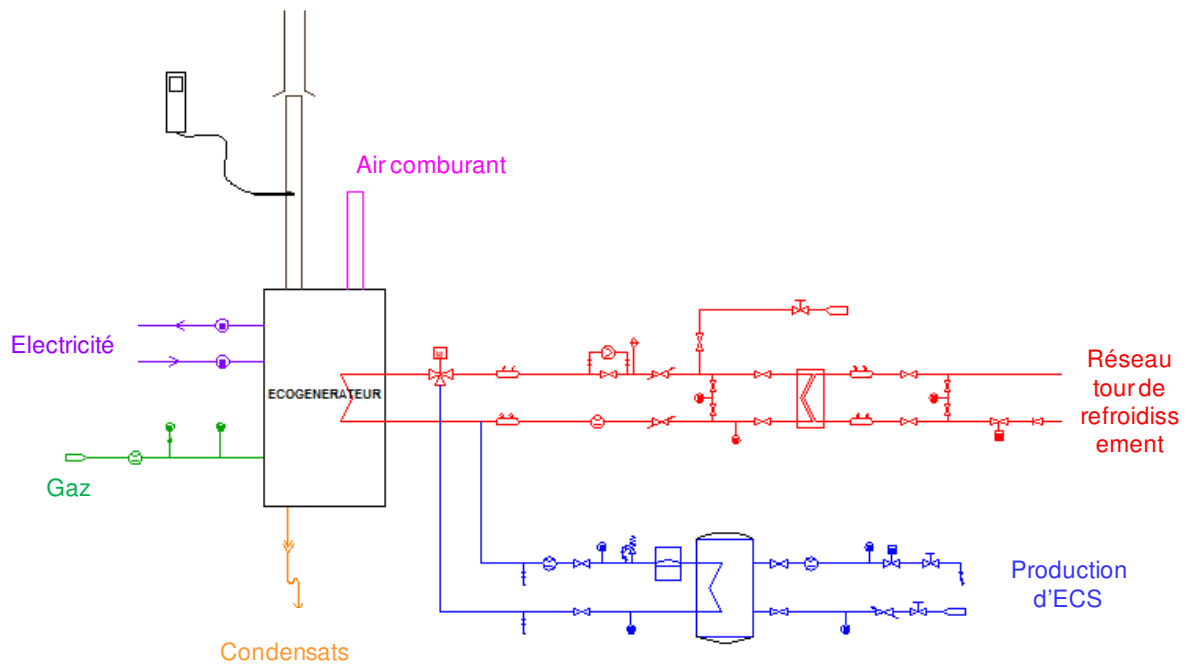 Air comburant
Electricité
ECOGENERATEUR
Réseau
tour de
refroidiss
ement
Gaz
Production
d'ECS
Condensats